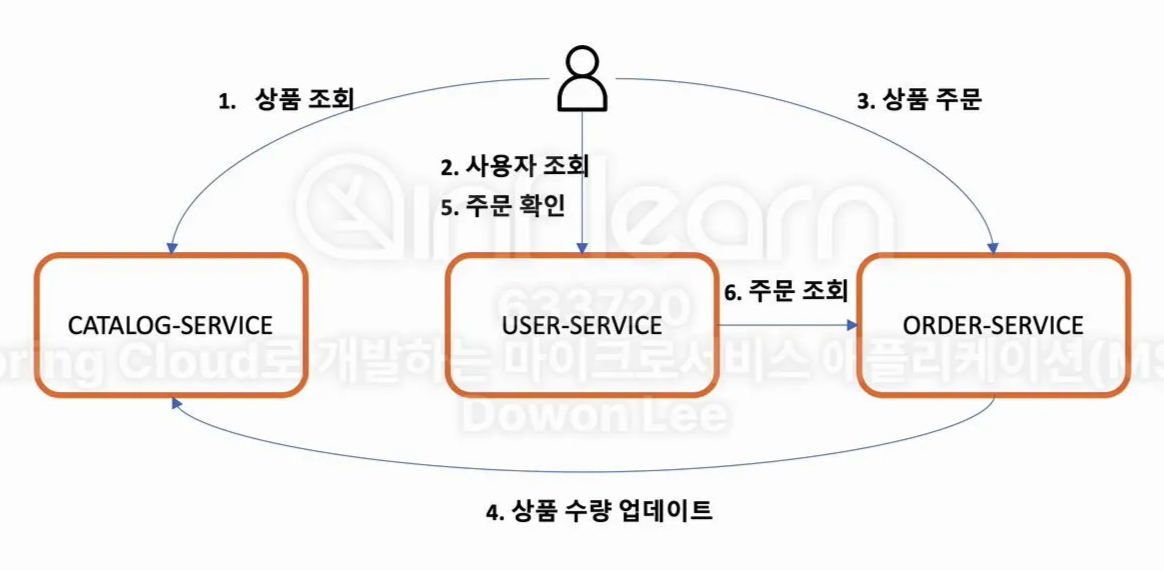 1. 상품 조회
3. 상품 주문
2. 사용자 조회
5. 주문 확인
inflearn
6. 주문 조회
633720
CATALOG-SERVICE
USER-SERVICE
ORDER-SERVICE
Cloud로 개발하는 마이크로서비스 애플리케이션(MS
Dowon Lee
4. 상품 수량 업데이트